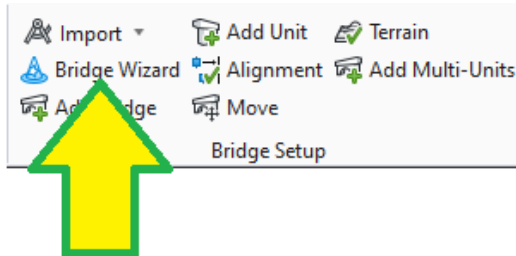 Import Add Unit Terrain
Bridge Wizard Alignment Add Multi-Units
Move
Bridge Setup